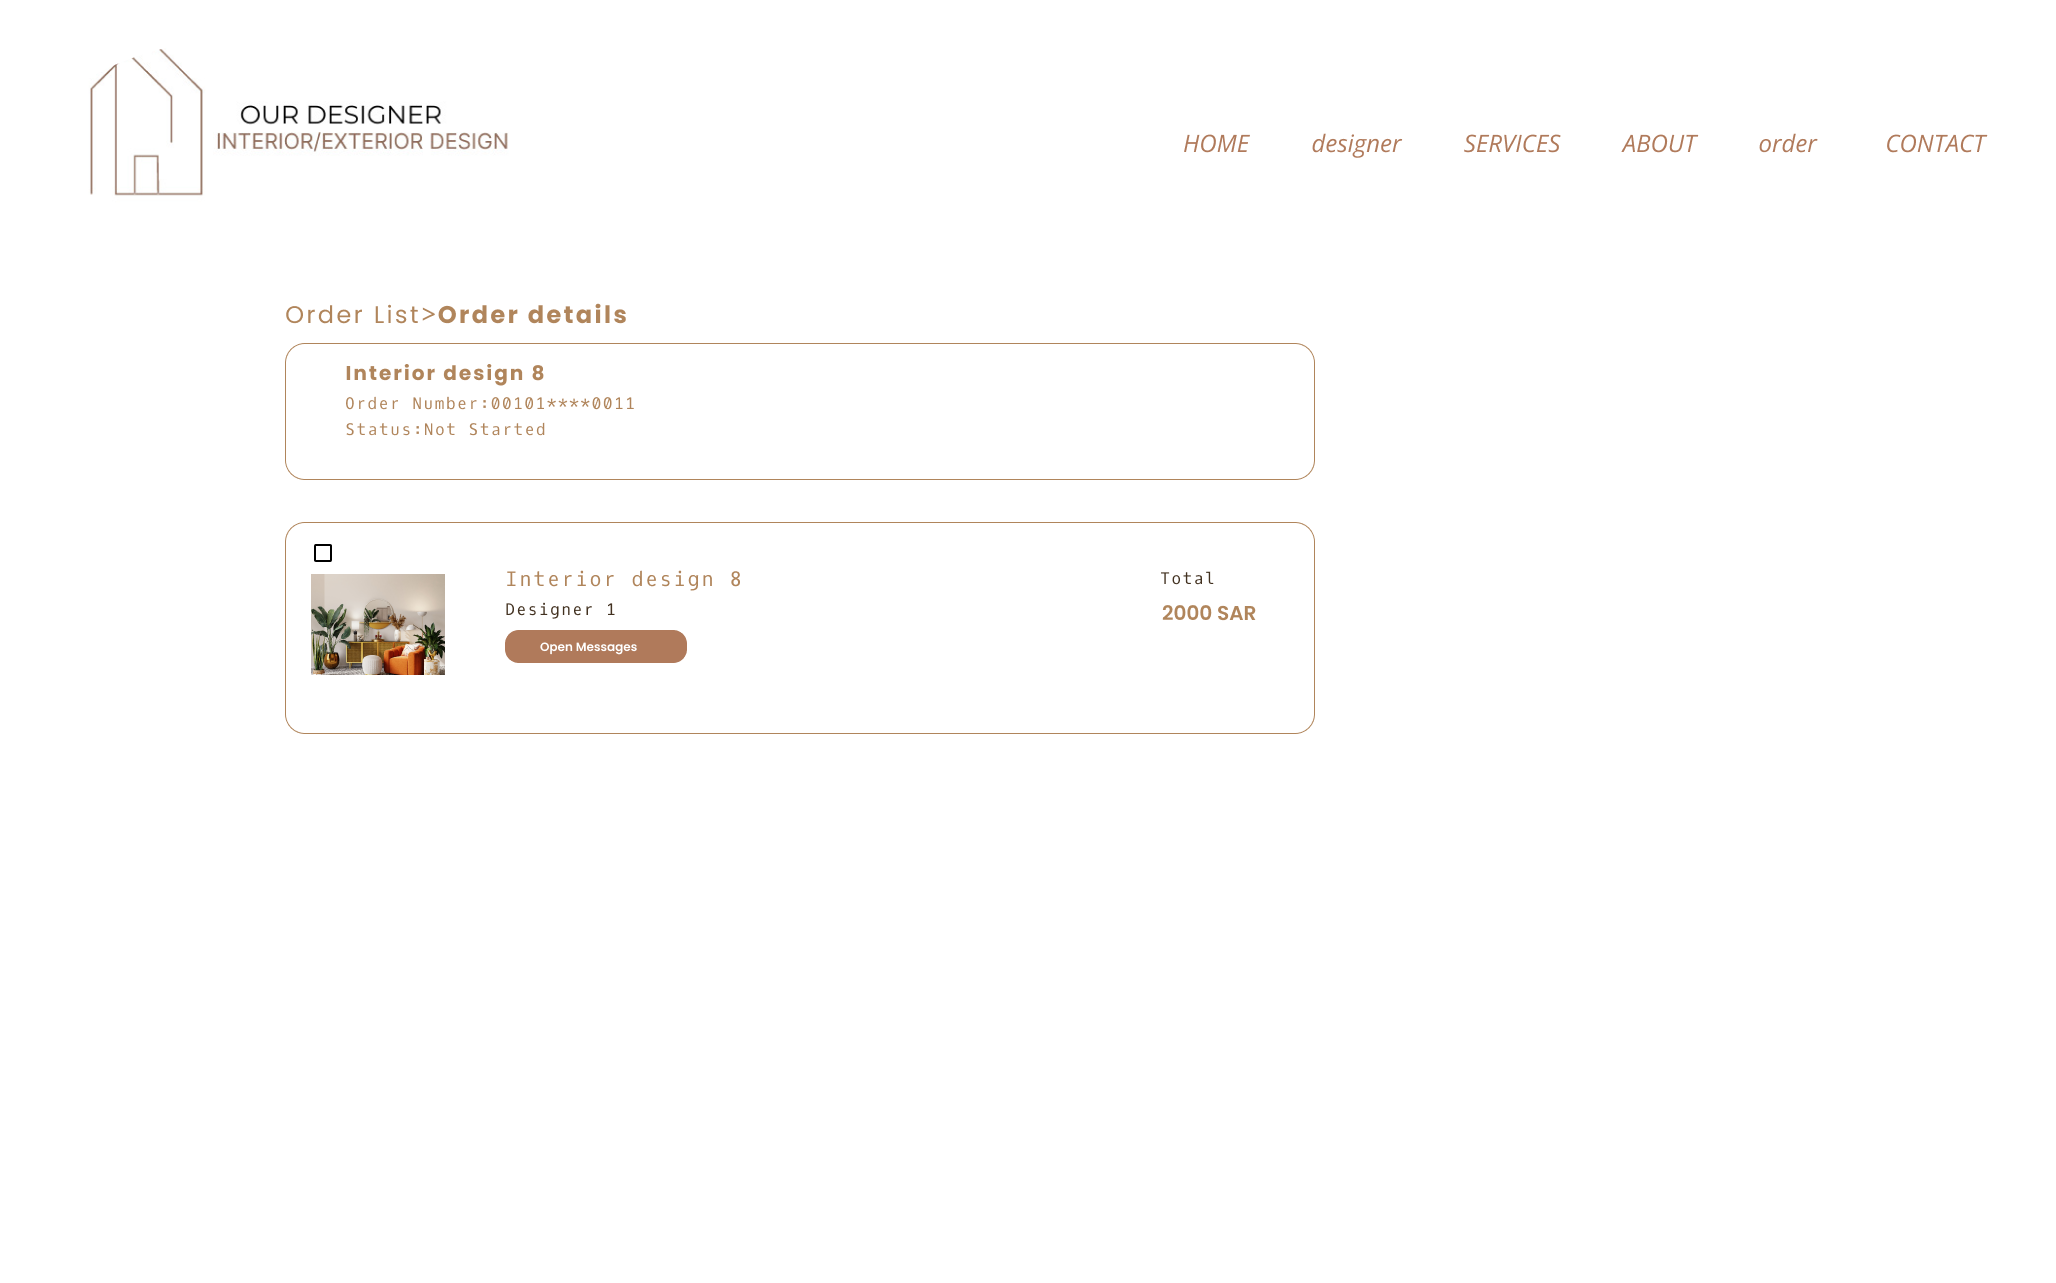 OUR DESIGNER
INTERIOR/EXTERIOR DESIGN
HOME designer SERVICES ABOUT order CONTACT
Order List>Order details
Interior design 8
Order Number:00101****0011
Status:Not Started
Interior design 8
Designer 1
Open Messages
Total
2000 SAR